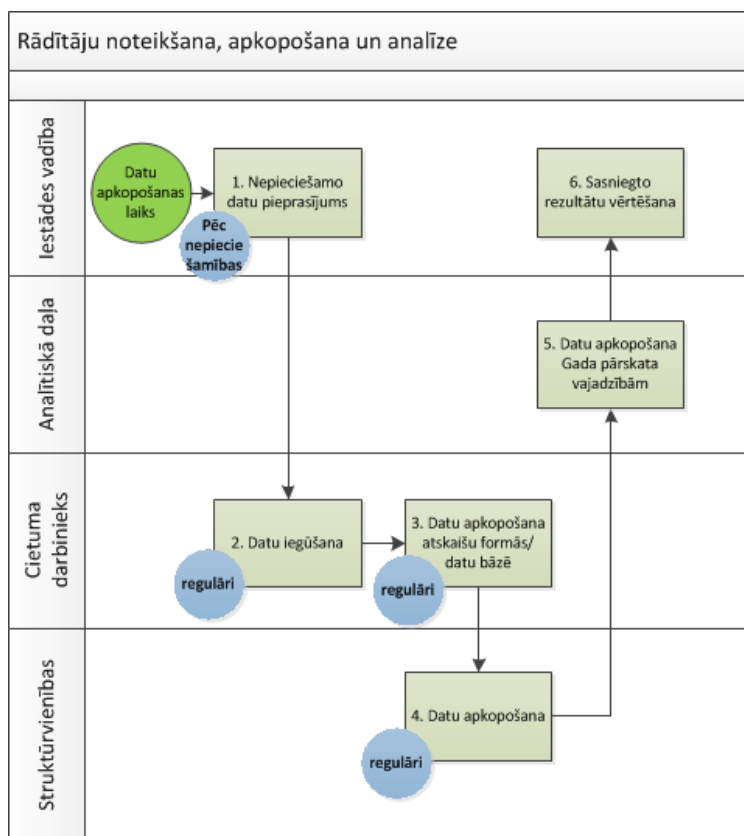 Rādītāju noteikšana, apkopošana un analīze
Iestādes vadība
Datu
apkopošanas
laiks
1. Nepieciešamo
datu pieprasījums
Pēc
nepiecie
šamības
6. Sasniegto
rezultātu vērtēšana
Analītiskā daļa
5. Datu apkopošana
Gada pārskata
vajadzībām
Cietuma
darbinieks
2. Datu iegūšana
regulāri
3. Datu apkopošana
atskaišu formās/
datu bāzē
regulāri
Struktūrvienības
4. Datu apkopošana
regulāri